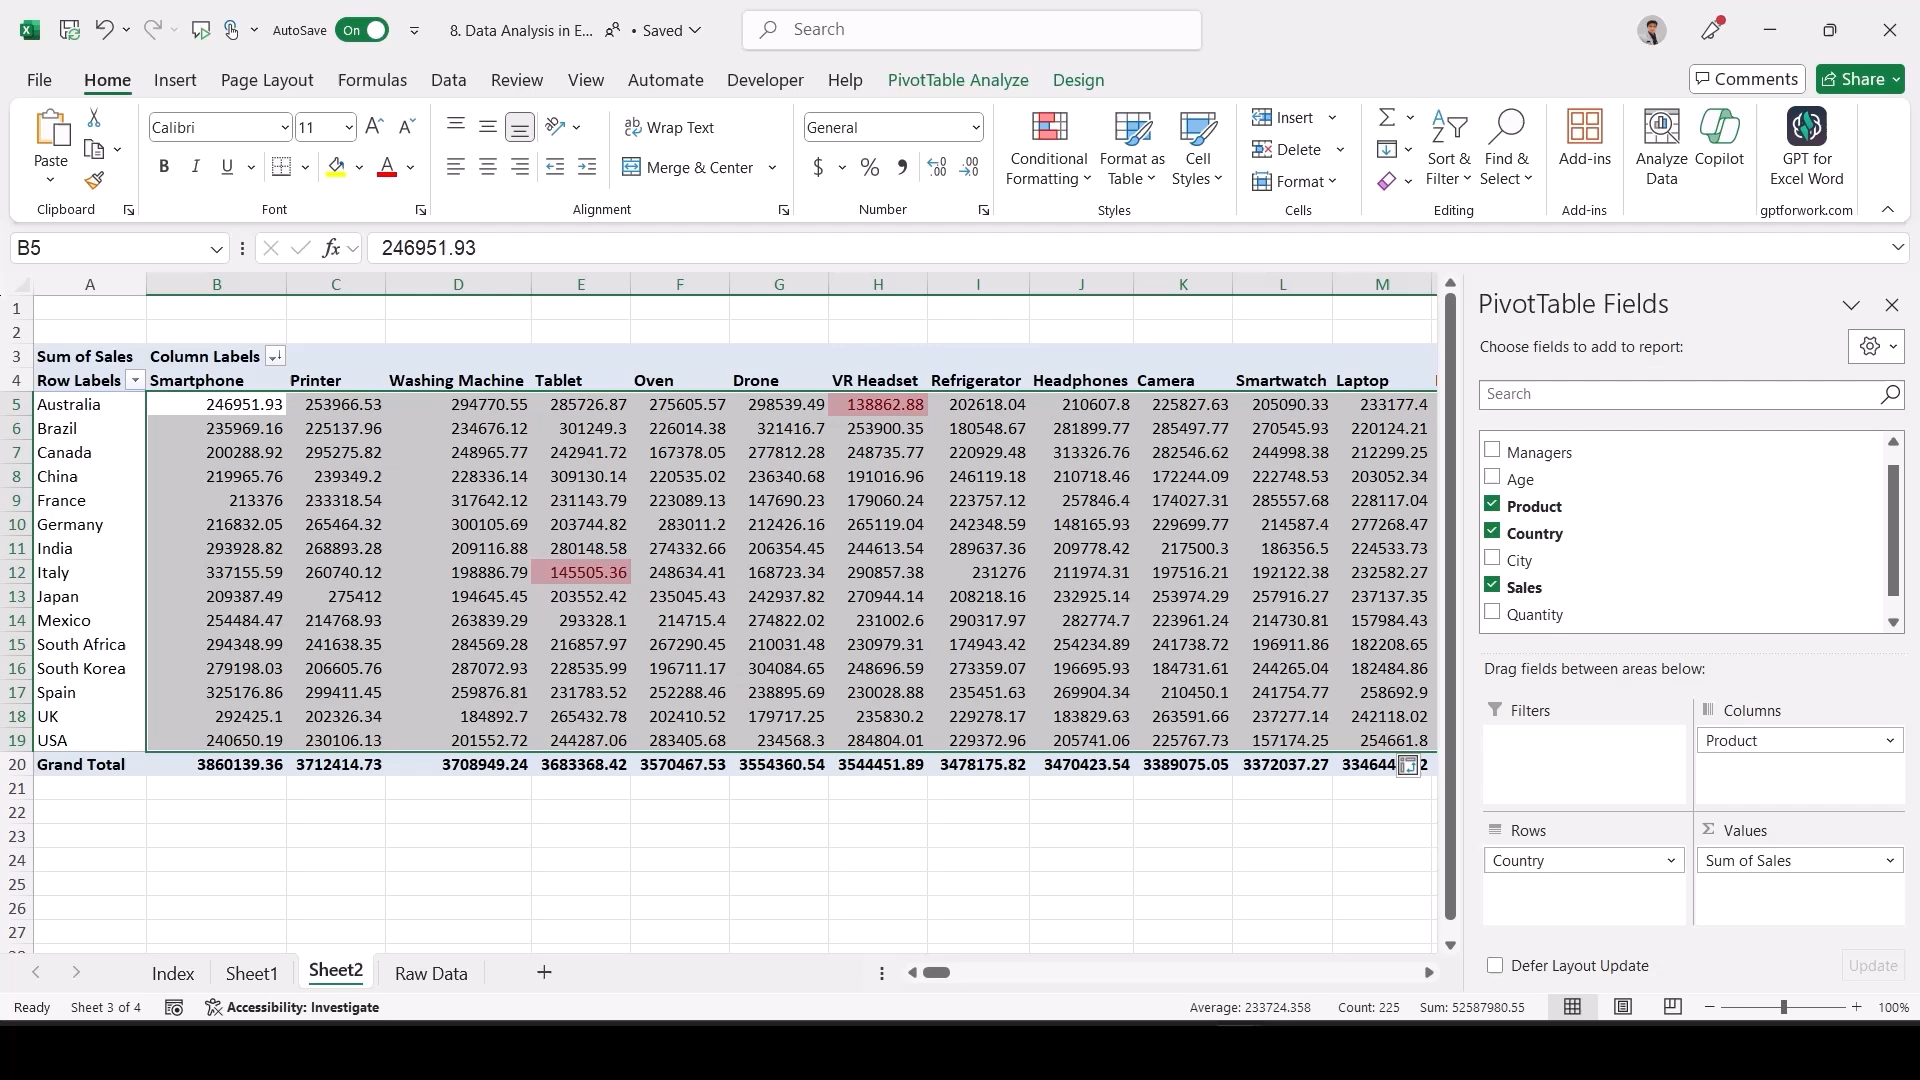 AutoSave On 8. Data Analysis in E... • Saved Search
File Home Insert Page Layout Formulas Data Review View Automate Developer Help PivotTable Analyze Design Comments Share
Paste Calibri 11 Wrap Text General Conditional Formatting Format as Table Cell Styles Insert Sort & Filter Find & Select Add-ins Analyze Data Copilot GPT for Excel Word
B I U A Merge & Center $ % Delete
Format
Clipboard Font Alignment Number Styles Cells Editing Add-ins gptforwork.com
B5 fx 246951.93
A B C D E F G H I J K L M
1
2
3 Sum of Sales Column Labels
4 Row Labels Smartphone Printer Washing Machine Tablet Oven Drone VR Headset Refrigerator Headphones Camera Smartwatch Laptop
5 Australia 246951.93 253966.53 294770.55 285726.87 275605.57 298539.49 138862.88 202618.04 210607.8 225827.63 205090.33 233177.4
6 Brazil 235969.16 225137.96 234676.12 301249.3 226014.38 321416.7 253900.35 180548.67 281899.77 285497.77 270545.93 220124.21
7 Canada 200288.92 295275.82 248965.77 242941.72 167378.05 277812.28 248735.77 220929.48 313326.76 282546.62 244998.38 212299.25
8 China 219965.76 239349.2 228336.14 309130.14 220535.02 236340.68 191016.96 246119.18 210718.46 172244.09 222748.53 203052.34
9 France 213376 233318.54 317642.12 231143.79 223089.13 147690.23 179060.24 223757.12 257846.4 174027.31 285557.68 228117.04
10 Germany 216832.05 265464.32 300105.69 203744.82 283011.2 212426.16 265119.04 242348.59 148165.93 229699.77 214587.4 277268.47
11 India 293928.82 268893.28 209116.88 280148.58 274332.66 206354.45 244613.54 289637.36 209778.42 217500.3 186356.5 224533.73
12 Italy 337155.59 260740.12 198886.79 145505.36 248634.41 168723.34 290857.38 231276 211974.31 197516.21 192122.38 232582.27
13 Japan 209387.49 275412 194645.45 203552.42 235045.43 242937.82 270944.14 208218.16 232925.14 253974.29 257916.27 237137.35
14 Mexico 254484.47 214768.93 263839.29 293328.1 214715.4 274822.02 231002.6 290317.97 282774.7 223961.24 214730.81 157984.43
15 South Africa 294348.99 241638.35 284569.28 216857.97 267290.45 210031.48 230979.31 174943.42 254234.89 241738.72 196911.86 182208.65
16 South Korea 279198.03 206605.76 287072.93 228535.99 196711.17 304084.65 248696.59 273359.07 196695.93 184731.61 244265.04 182484.86
17 Spain 325176.86 299411.45 259876.81 231783.52 252288.46 238895.69 230028.88 235451.63 269904.34 210450.1 241754.77 258692.9
18 UK 292425.1 202326.34 184892.7 265432.78 202410.52 179717.25 235830.2 229278.17 183829.63 263591.66 237277.14 242118.02
19 USA 240650.19 230106.13 201552.72 244287.06 283405.68 234568.3 284804.01 229372.96 205741.06 225767.73 157174.25 254661.8
20 Grand Total 3860139.36 3712414.73 3708949.24 3683368.42 3570467.53 3554360.54 3544451.89 3478175.82 3470423.54 3389075.05 3372037.27
21
22
23
24
25
26
27
PivotTable Fields
Choose fields to add to report:
Search
Managers
Age
Product
Country
City
Sales
Quantity
Drag fields between areas below:
Filters Columns
Product
Rows Values
Country Sum of Sales
Defer Layout Update Update
Index Sheet1 Sheet2 Raw Data
Ready Sheet 3 of 4 Accessibility: Investigate Average: 233724.358 Count: 225 Sum: 52587980.55 100%